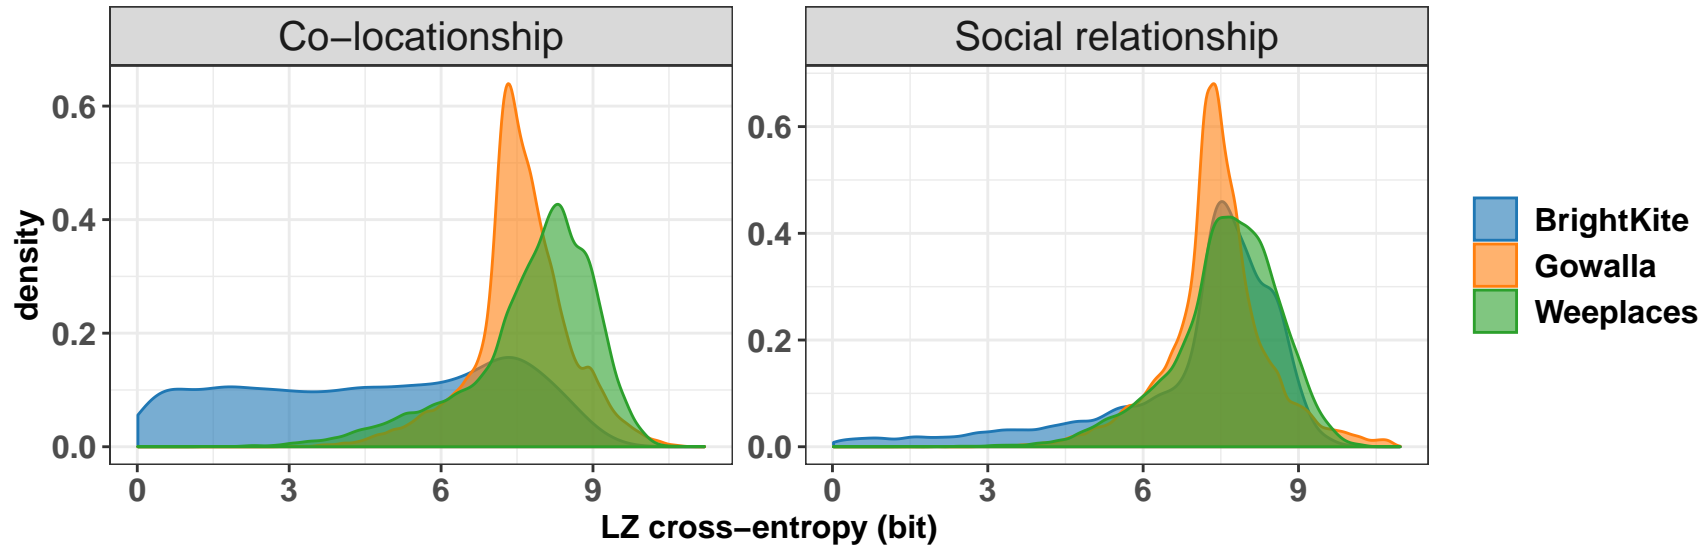 Co−locationship
Social relationship
density
0.6
0.4
0.2
0.0
0 3 6 9
0.6
0.4
0.2
0.0
0 3 6 9
LZ cross−entropy (bit)
BrightKite
Gowalla
Weeplaces